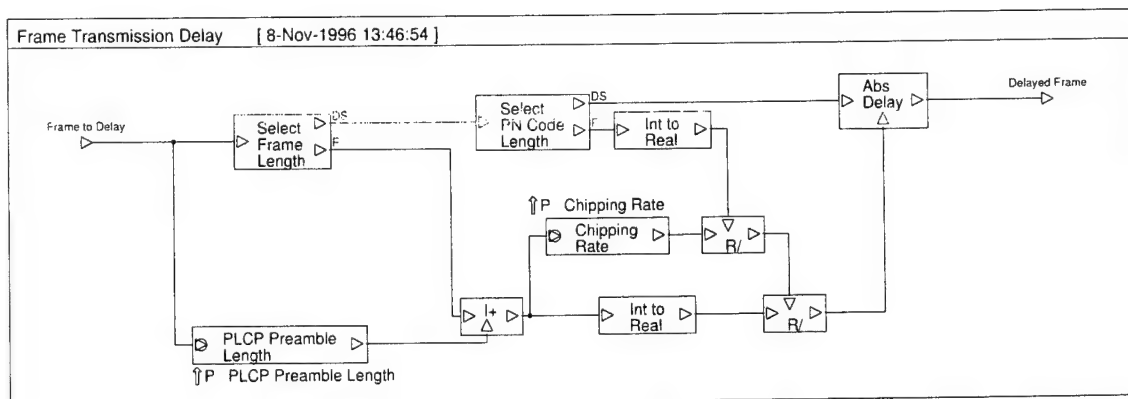 Frame Transmission Delay [ 8-Nov-1996 13:46:54 ]
Frame to Delay
Select
Frame
Length
DS
F
Select
PN Code
Length
DS
F
Int to
Real
Abs
Delay
Delayed Frame
P Chipping Rate
Chipping
Rate
R/
I+
Int to
Real
R/
PLCP Preamble
Length
P PLCP Preamble Length